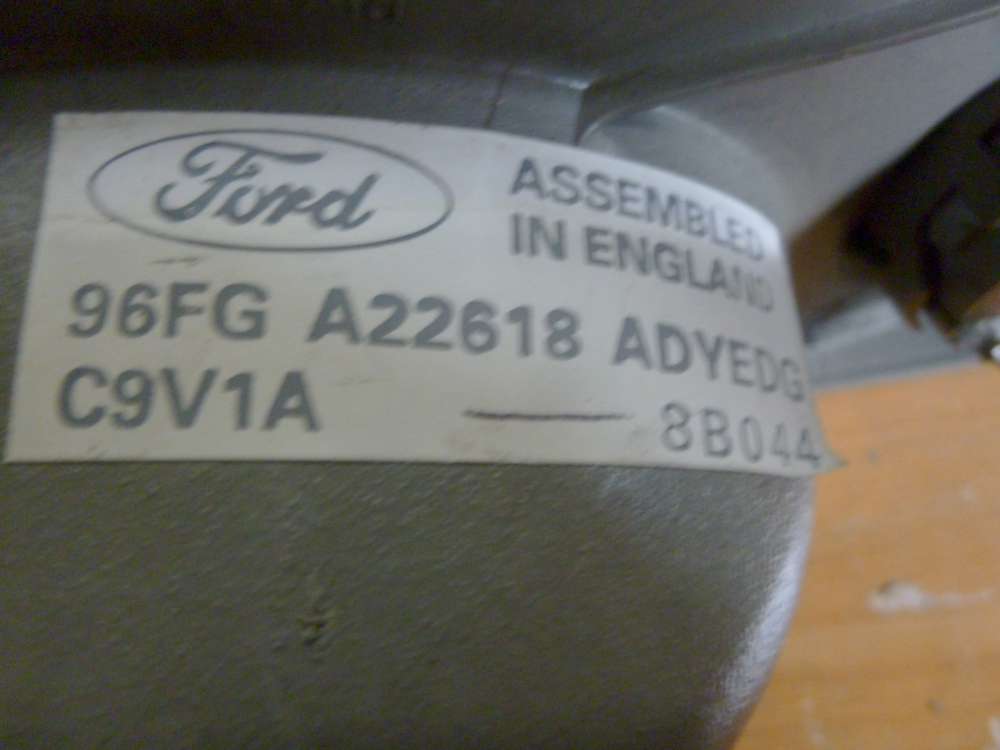 Ford
ASSEMBLED
IN ENGLAND
96FG A22618 ADYEDG
C9V1A 8B044